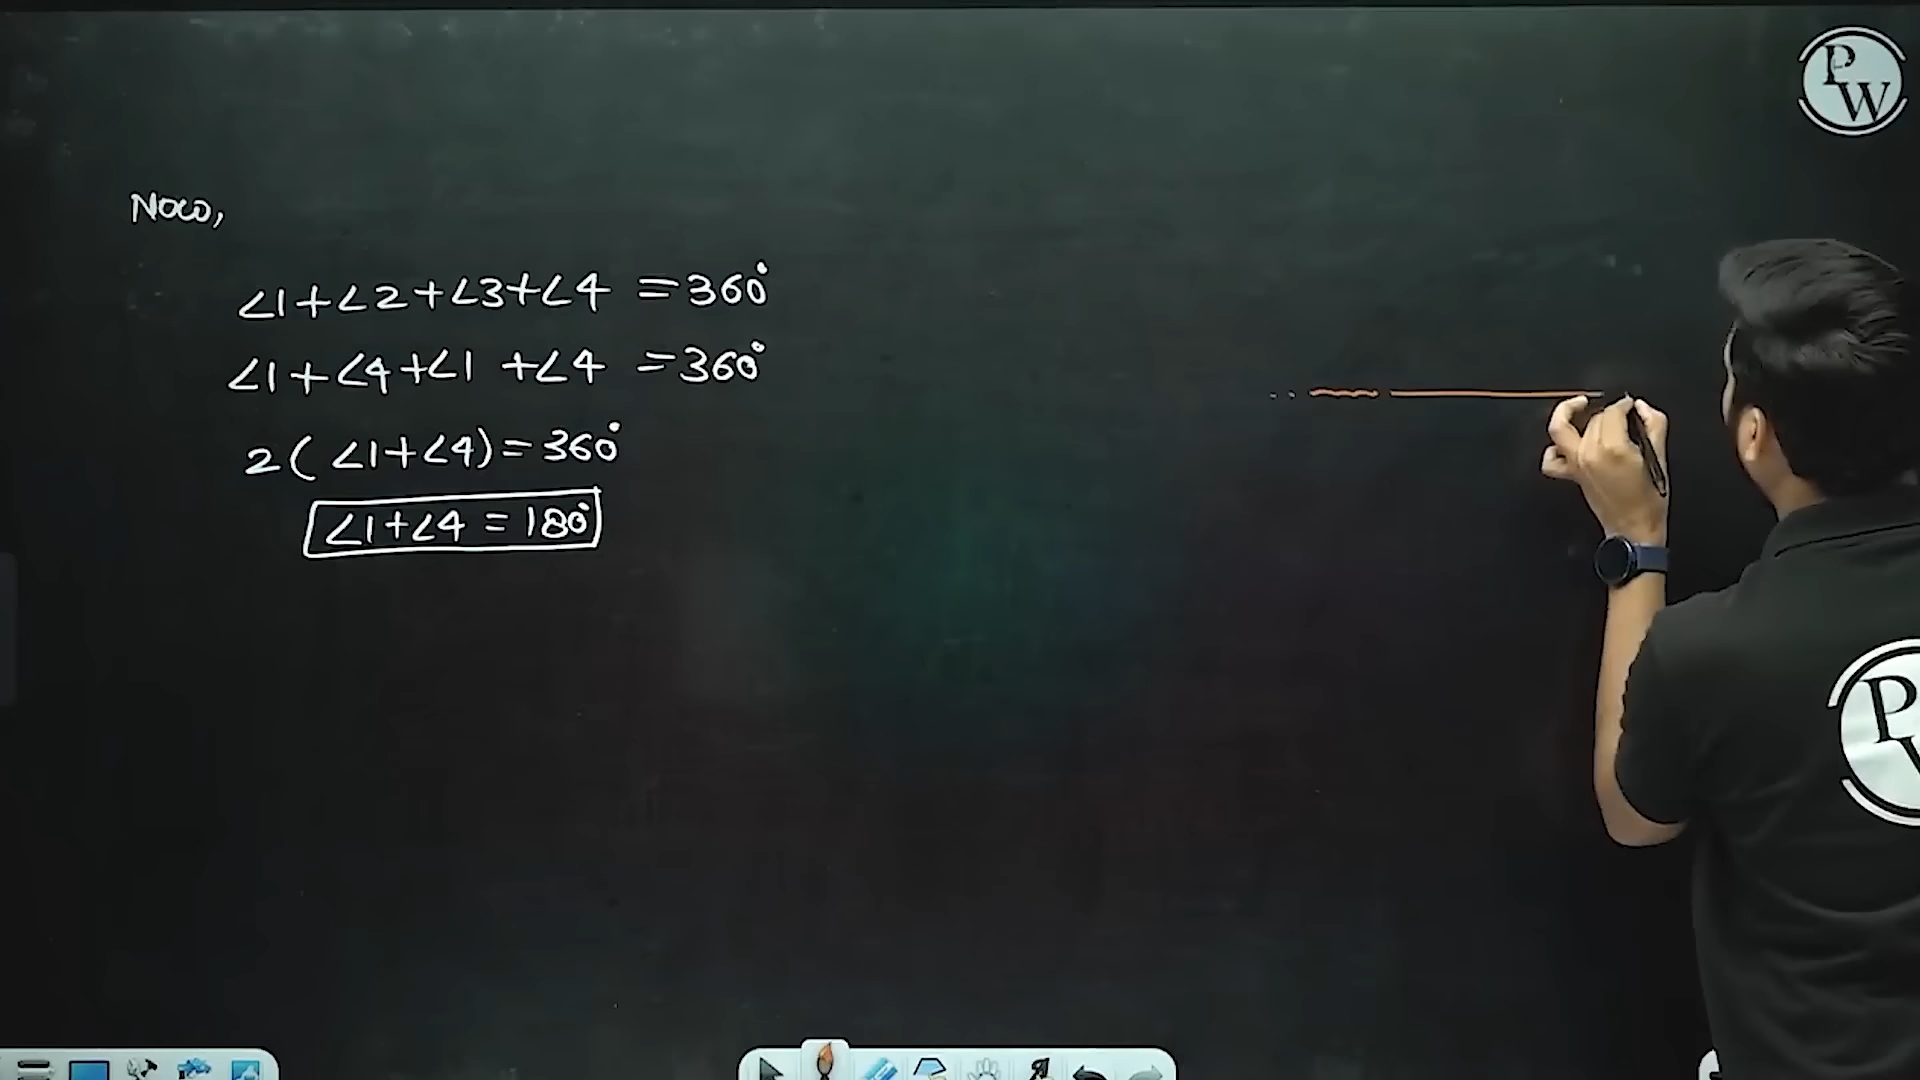 PW
Now,
∠1+∠2+∠3+∠4 = 360°
∠1+∠4+∠1 +∠4 = 360°
2(∠1+∠4) = 360°
∠1+∠4 = 180°
PW